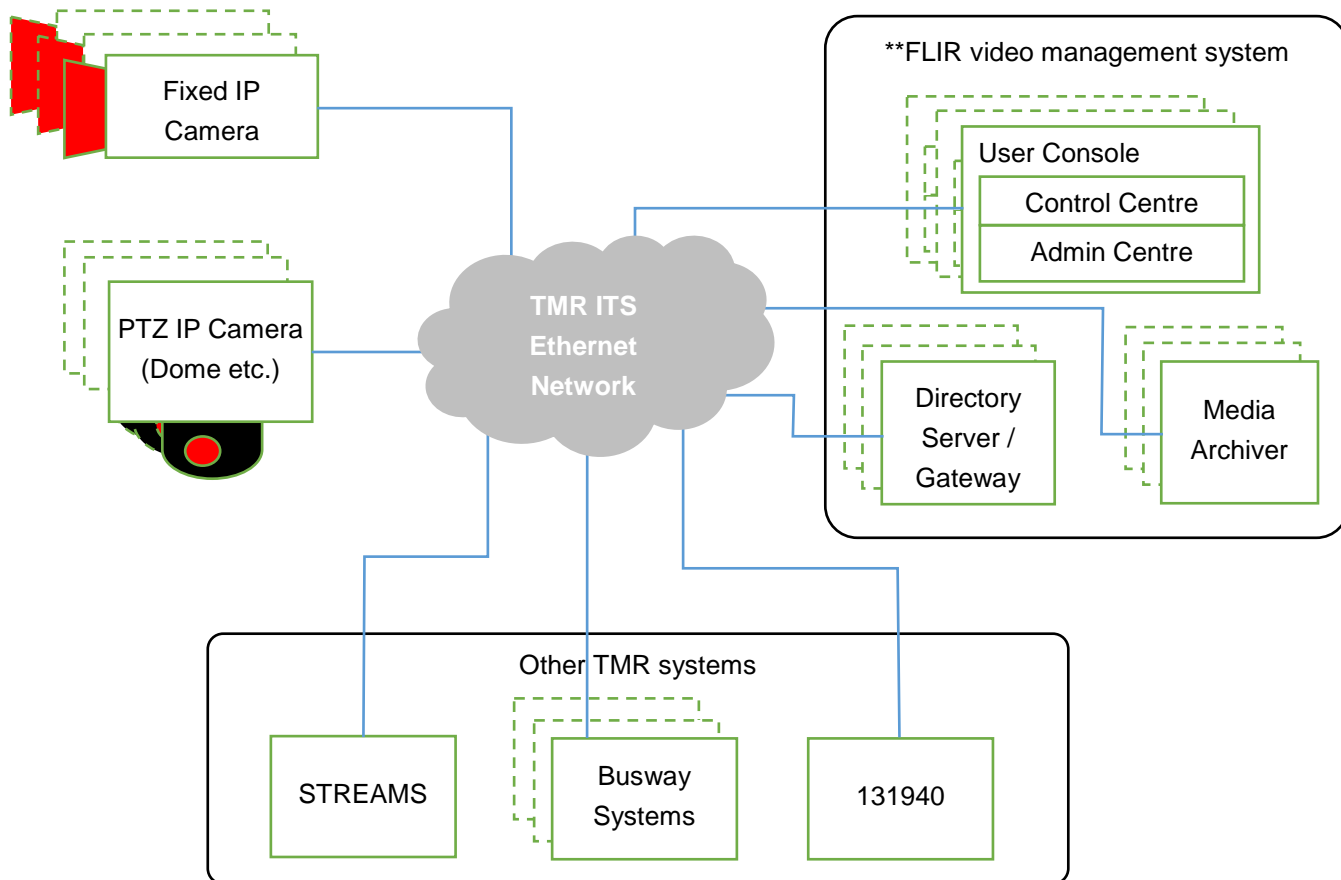 Fixed IP
Camera
**FLIR video management system
User Console
Control Centre
Admin Centre
PTZ IP Camera
(Dome etc.)
TMR ITS
Ethernet
Network
Directory
Server /
Gateway
Media
Archiver
Other TMR systems
STREAMS
Busway
Systems
131940